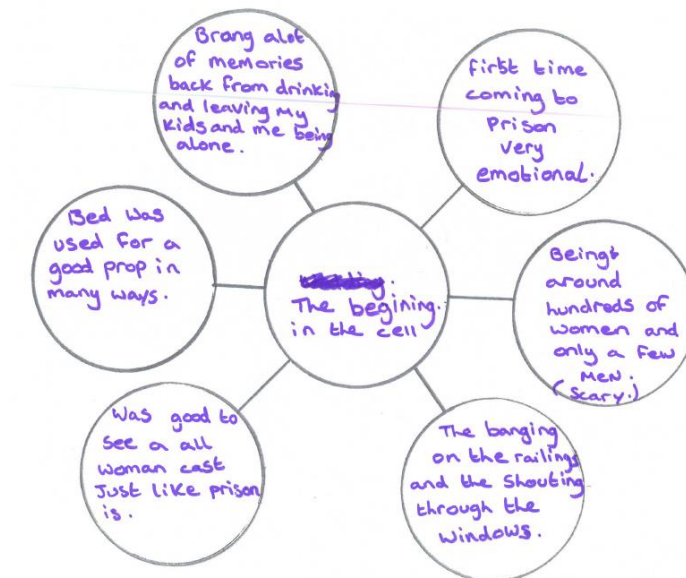 Brang alot
of memories
back from drinking
and leaving My
kids and me being
alone.
first time
coming to
prison
very
emotional.
Bed was
used for a
good prop in
many ways.
The begining.
in the cell
Being
around
hundreds of
women and
only a few
men.
(scary.)
Was good to
see a all
woman cast
Just like prison
is.
The banging
on the railings
and the shouting
through the
windows.